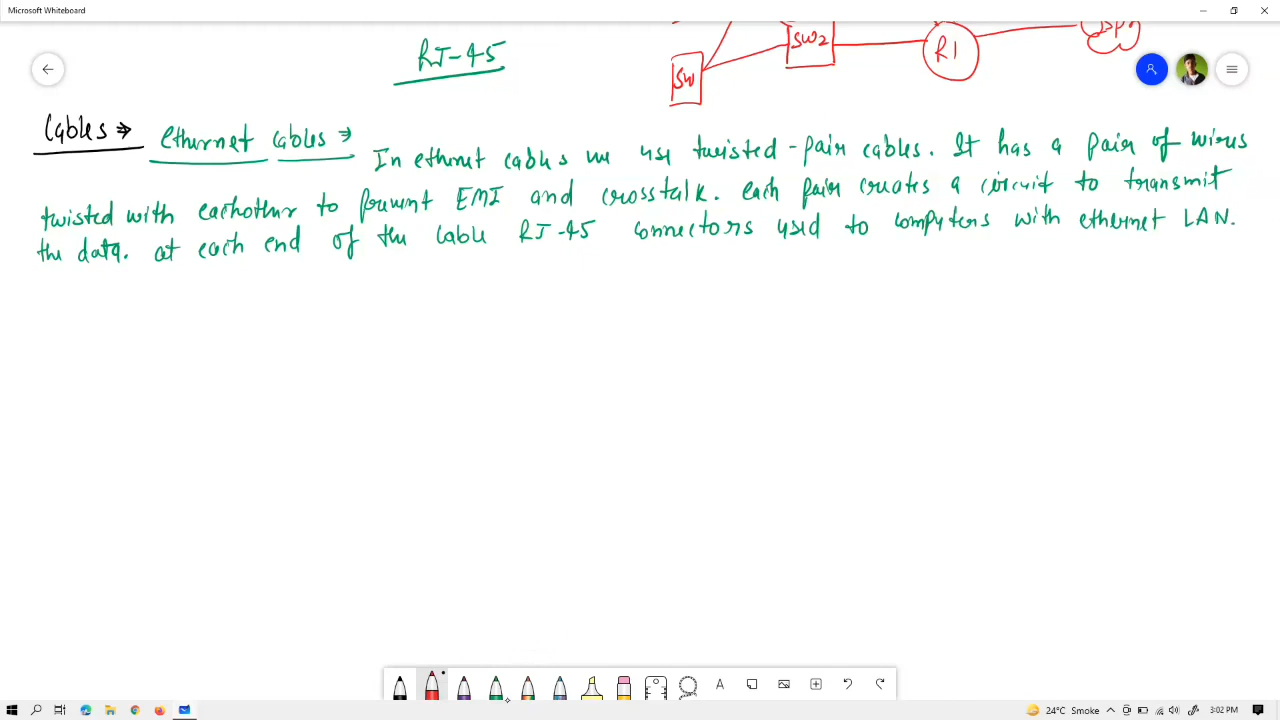 Microsoft Whiteboard
RJ-45
SW
SW2
R1
Cables ⇒
Ethernet Cables ⇒
In ethernet cables we use twisted-pair cables. It has a pair of wires
twisted with eachother to prevent EMI and crosstalk. each pair creates a circuit to transmit
the data. at each end of the cable RJ-45 connectors used to computers with ethernet LAN.
24°C Smoke
3:02 PM